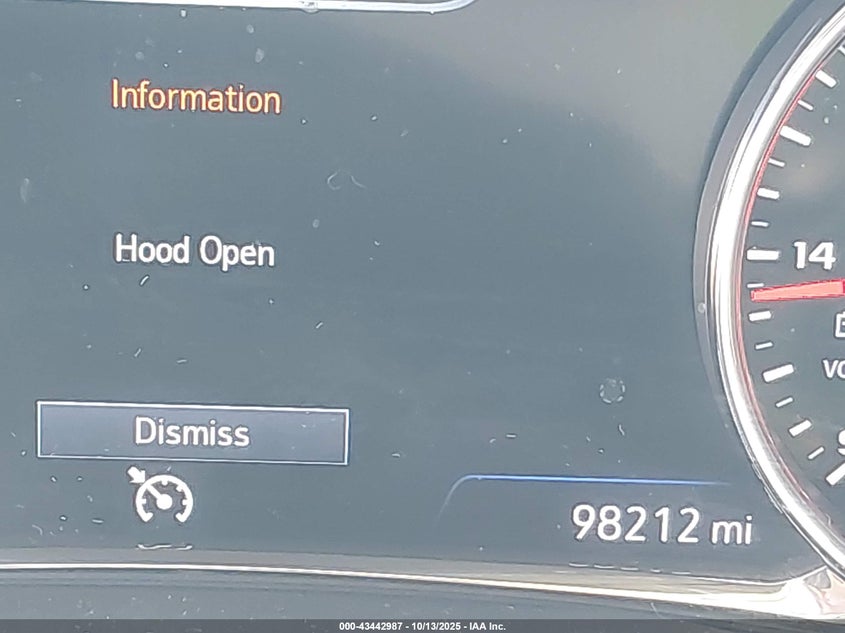 Information
Hood Open
14
Dismiss
98212 mi
000-43442987 - 10/13/2025 - IAA Inc.